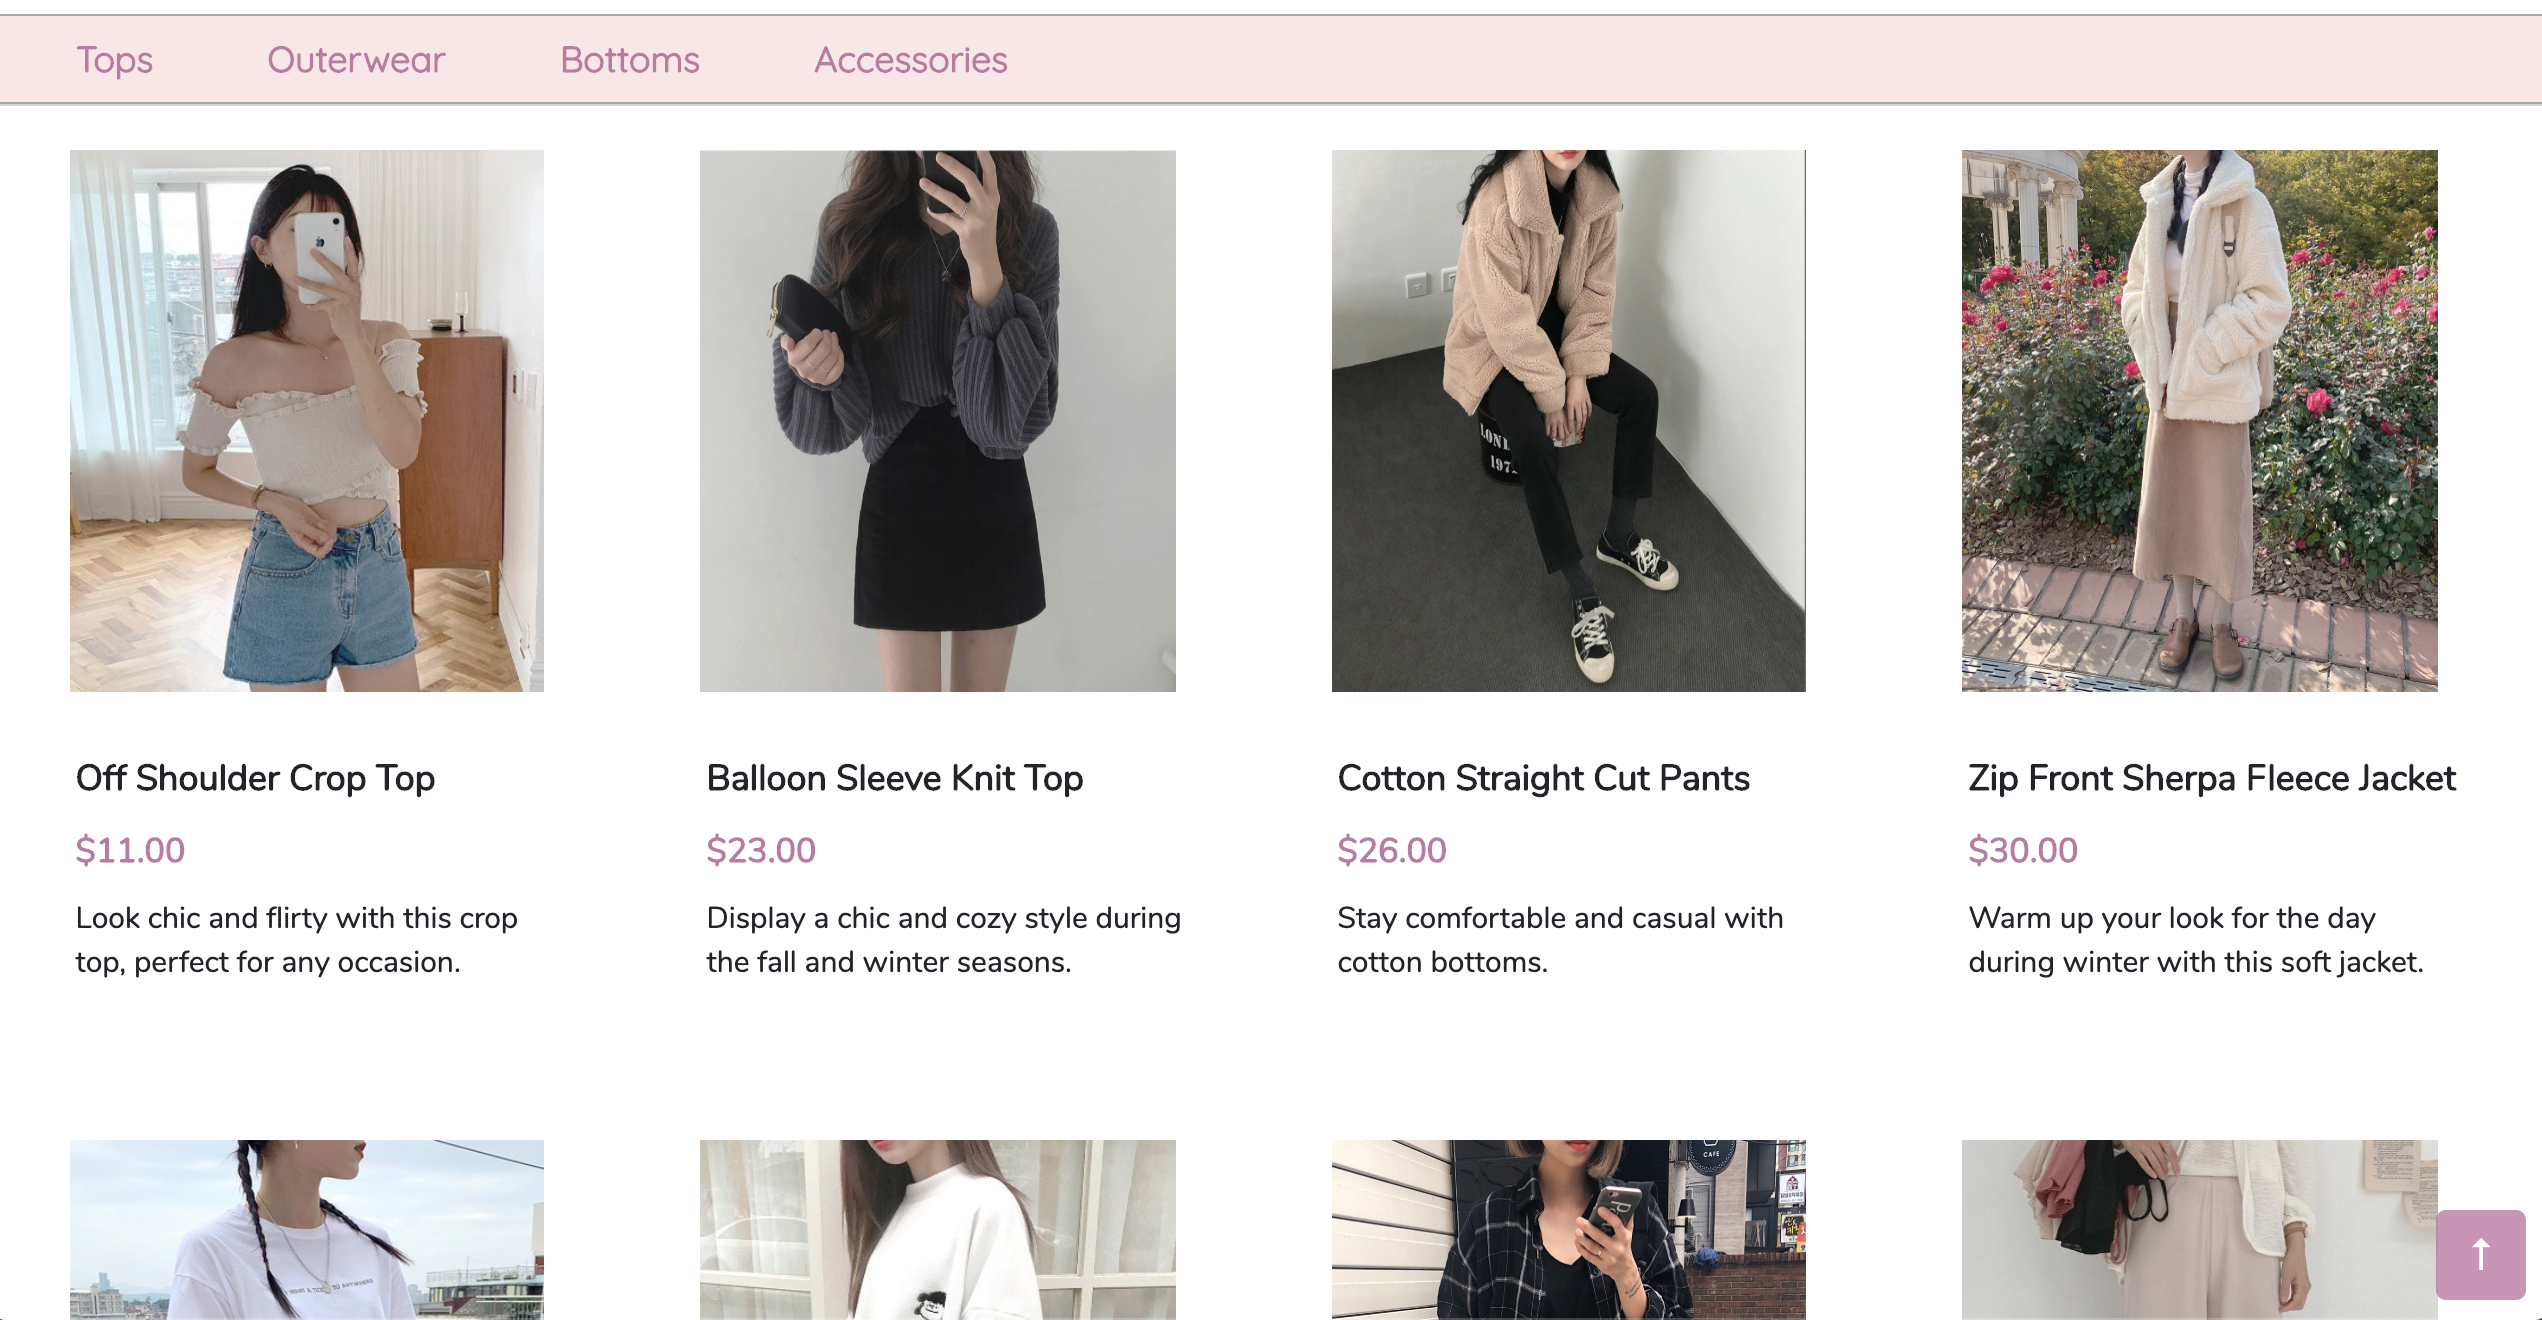 Tops
Outerwear
Bottoms
Accessories
LON
197
Off Shoulder Crop Top
Balloon Sleeve Knit Top
Cotton Straight Cut Pants
Zip Front Sherpa Fleece Jacket
$11.00
$23.00
$26.00
$30.00
Look chic and flirty with this crop
top, perfect for any occasion.
Display a chic and cozy style during
the fall and winter seasons.
Stay comfortable and casual with
cotton bottoms.
Warm up your look for the day
during winter with this soft jacket.
CAFE
↑